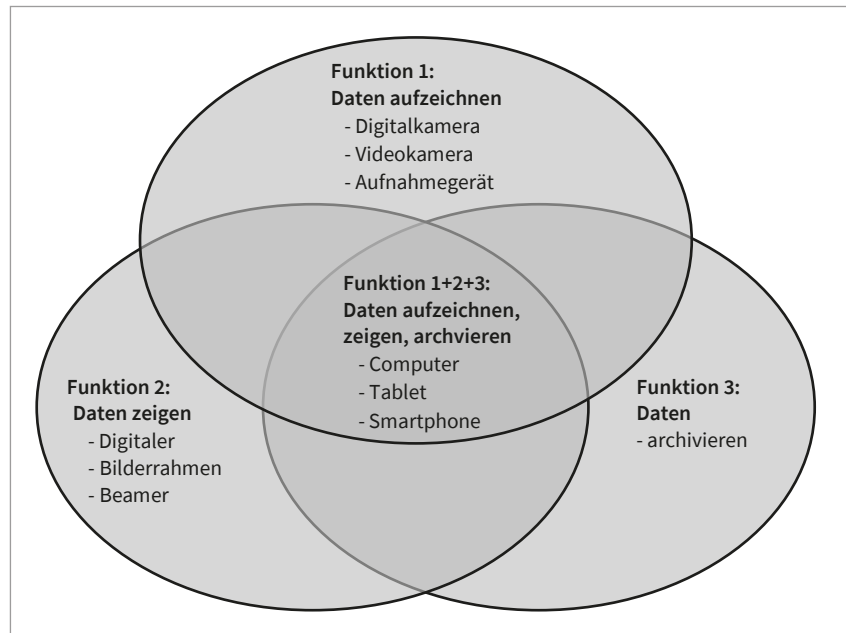 Funktion 1:
Daten aufzeichnen
- Digitalkamera
- Videokamera
- Aufnahmegerät
Funktion 1+2+3:
Daten aufzeichnen,
zeigen, archvieren
- Computer
- Tablet
- Smartphone
Funktion 2:
Daten zeigen
- Digitaler
- Bilderrahmen
- Beamer
Funktion 3:
Daten
- archivieren